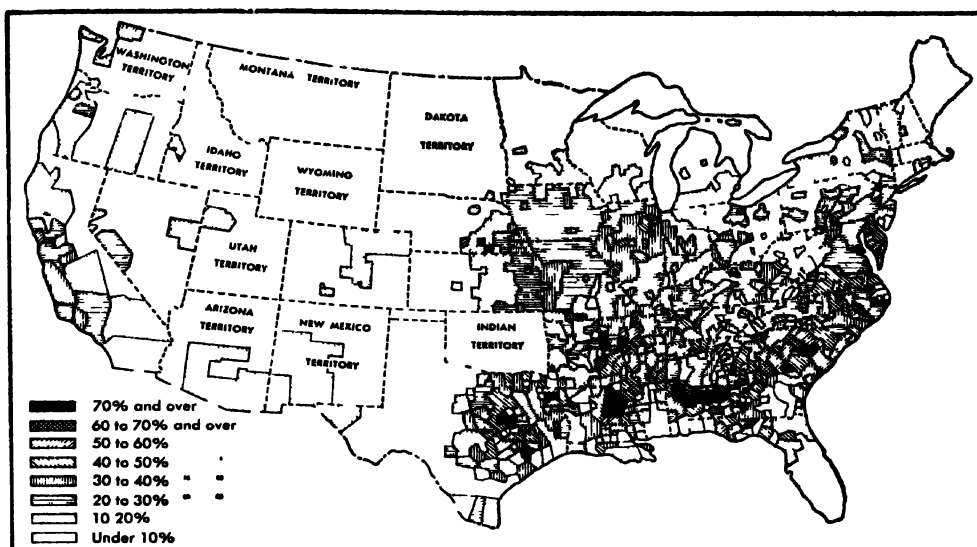 WASHINGTON
TERRITORY
MONTANA TERRITORY
DAKOTA
TERRITORY
IDAHO
TERRITORY
WYOMING
TERRITORY
UTAH
TERRITORY
ARIZONA
TERRITORY
NEW MEXICO
TERRITORY
INDIAN
TERRITORY
70% and over
60 to 70% and over
50 to 60%
40 to 50% '
30 to 40% " "
20 to 30% " "
10 20%
Under 10%